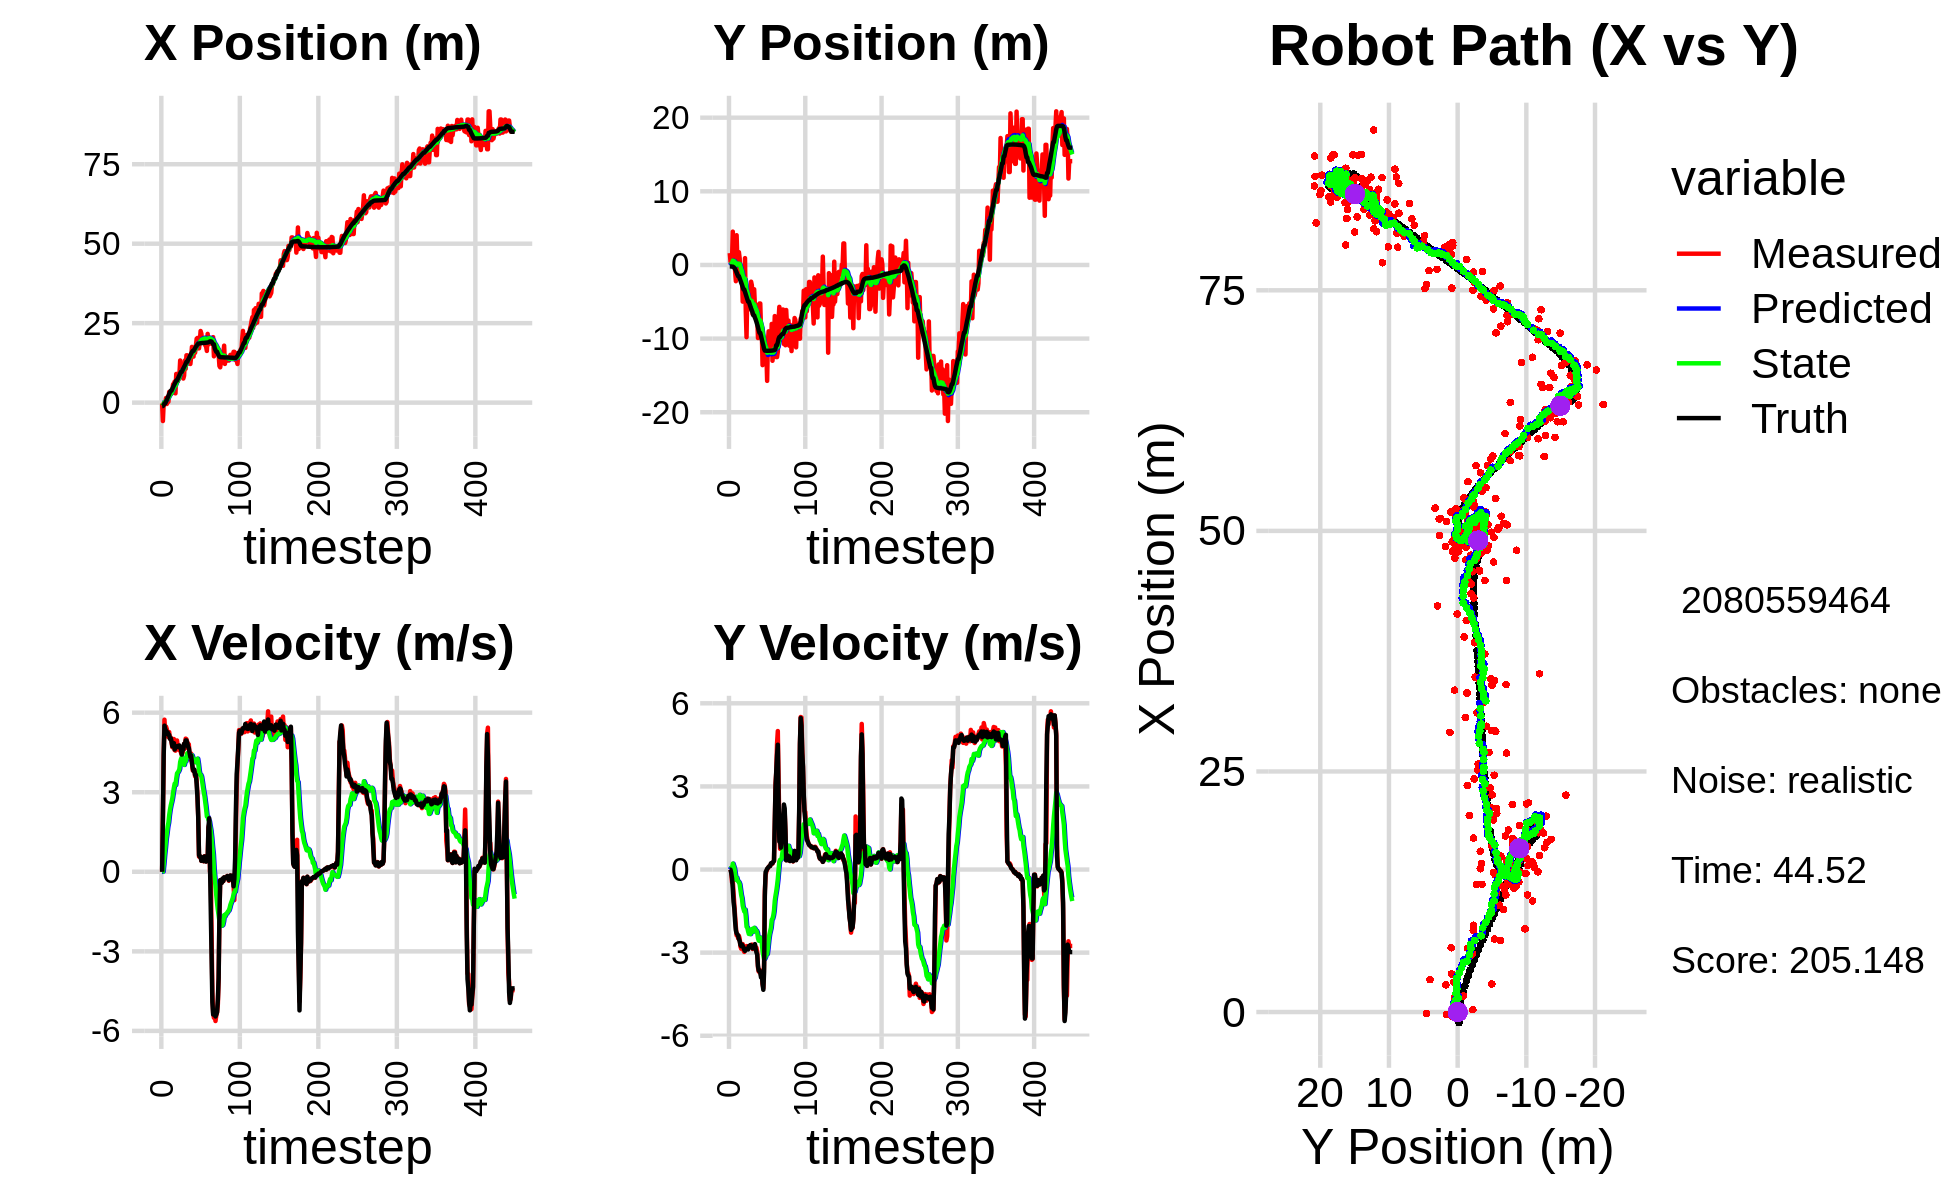 X Position (m)
75
50
25
0
0
100
200
300
400
timestep
Y Position (m)
20
10
0
-10
-20
0
100
200
300
400
timestep
X Velocity (m/s)
6
3
0
-3
-6
0
100
200
300
400
timestep
Y Velocity (m/s)
6
3
0
-3
-6
0
100
200
300
400
timestep
Robot Path (X vs Y)
X Position (m)
75
50
25
0
20 10 0 -10 -20
Y Position (m)
variable
Measured
Predicted
State
Truth
2080559464
Obstacles: none
Noise: realistic
Time: 44.52
Score: 205.148